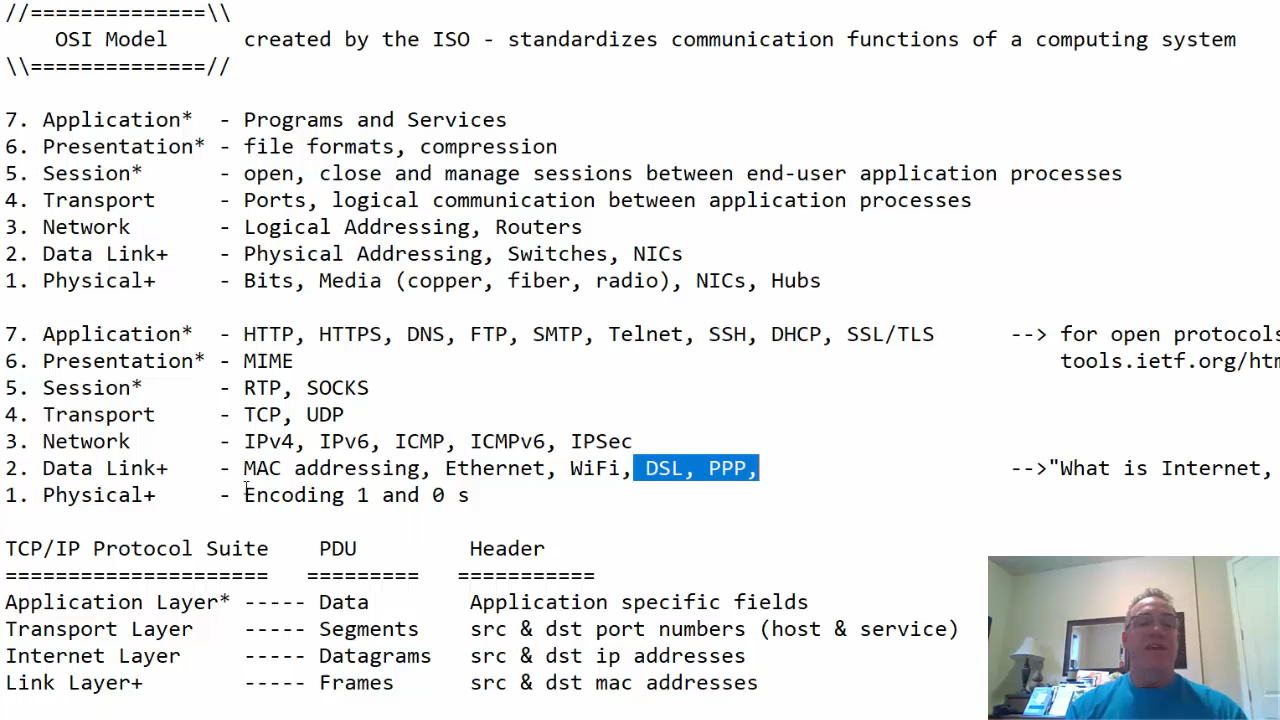 //==============\\
OSI Model created by the ISO - standardizes communication functions of a computing system
\\==============//
7. Application* - Programs and Services
6. Presentation* - file formats, compression
5. Session* - open, close and manage sessions between end-user application processes
4. Transport - Ports, logical communication between application processes
3. Network - Logical Addressing, Routers
2. Data Link+ - Physical Addressing, Switches, NICs
1. Physical+ - Bits, Media (copper, fiber, radio), NICs, Hubs
7. Application* - HTTP, HTTPS, DNS, FTP, SMTP, Telnet, SSH, DHCP, SSL/TLS --> for open protocols
6. Presentation* - MIME tools.ietf.org/htm
5. Session* - RTP, SOCKS
4. Transport - TCP, UDP
3. Network - IPv4, IPv6, ICMP, ICMPv6, IPSec
2. Data Link+ - MAC addressing, Ethernet, WiFi, DSL, PPP, -->"What is Internet,
1. Physical+ - Encoding 1 and 0 s
TCP/IP Protocol Suite PDU Header
===================== ========= ===========
Application Layer* ----- Data Application specific fields
Transport Layer ----- Segments src & dst port numbers (host & service)
Internet Layer ----- Datagrams src & dst ip addresses
Link Layer+ ----- Frames src & dst mac addresses